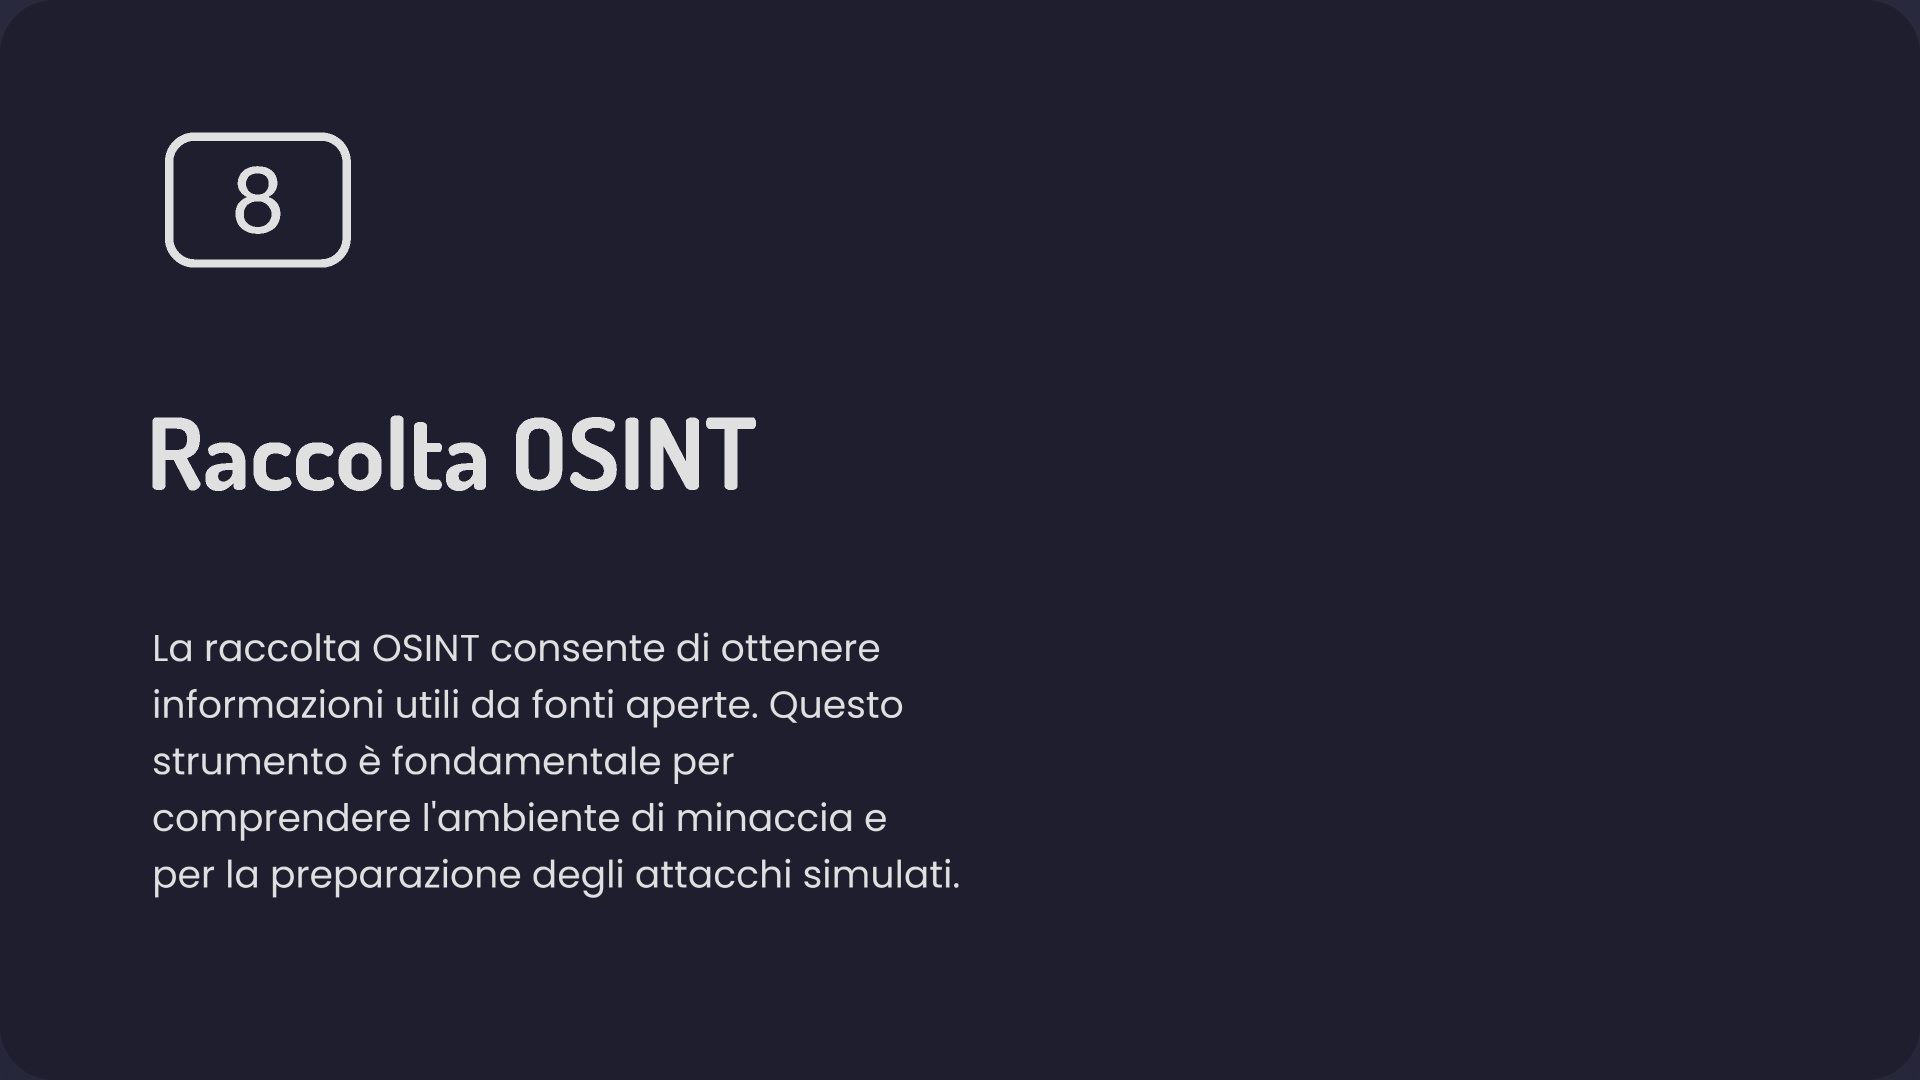 8
Raccolta OSINT
La raccolta OSINT consente di ottenere
informazioni utili da fonti aperte. Questo
strumento è fondamentale per
comprendere l'ambiente di minaccia e
per la preparazione degli attacchi simulati.